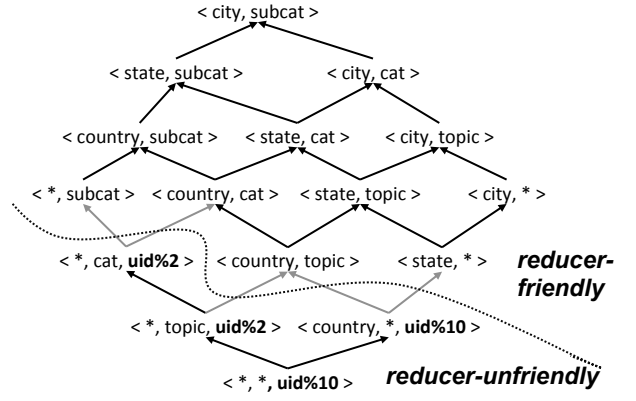 < city, subcat >
< state, subcat > < city, cat >
< country, subcat > < state, cat > < city, topic >
< *, subcat > < country, cat > < state, topic > < city, * >
< *, cat, uid%2 > < country, topic > < state, * > reducer-
friendly
< *, topic, uid%2 > < country, *, uid%10 >
< *, *, uid%10 > reducer-unfriendly